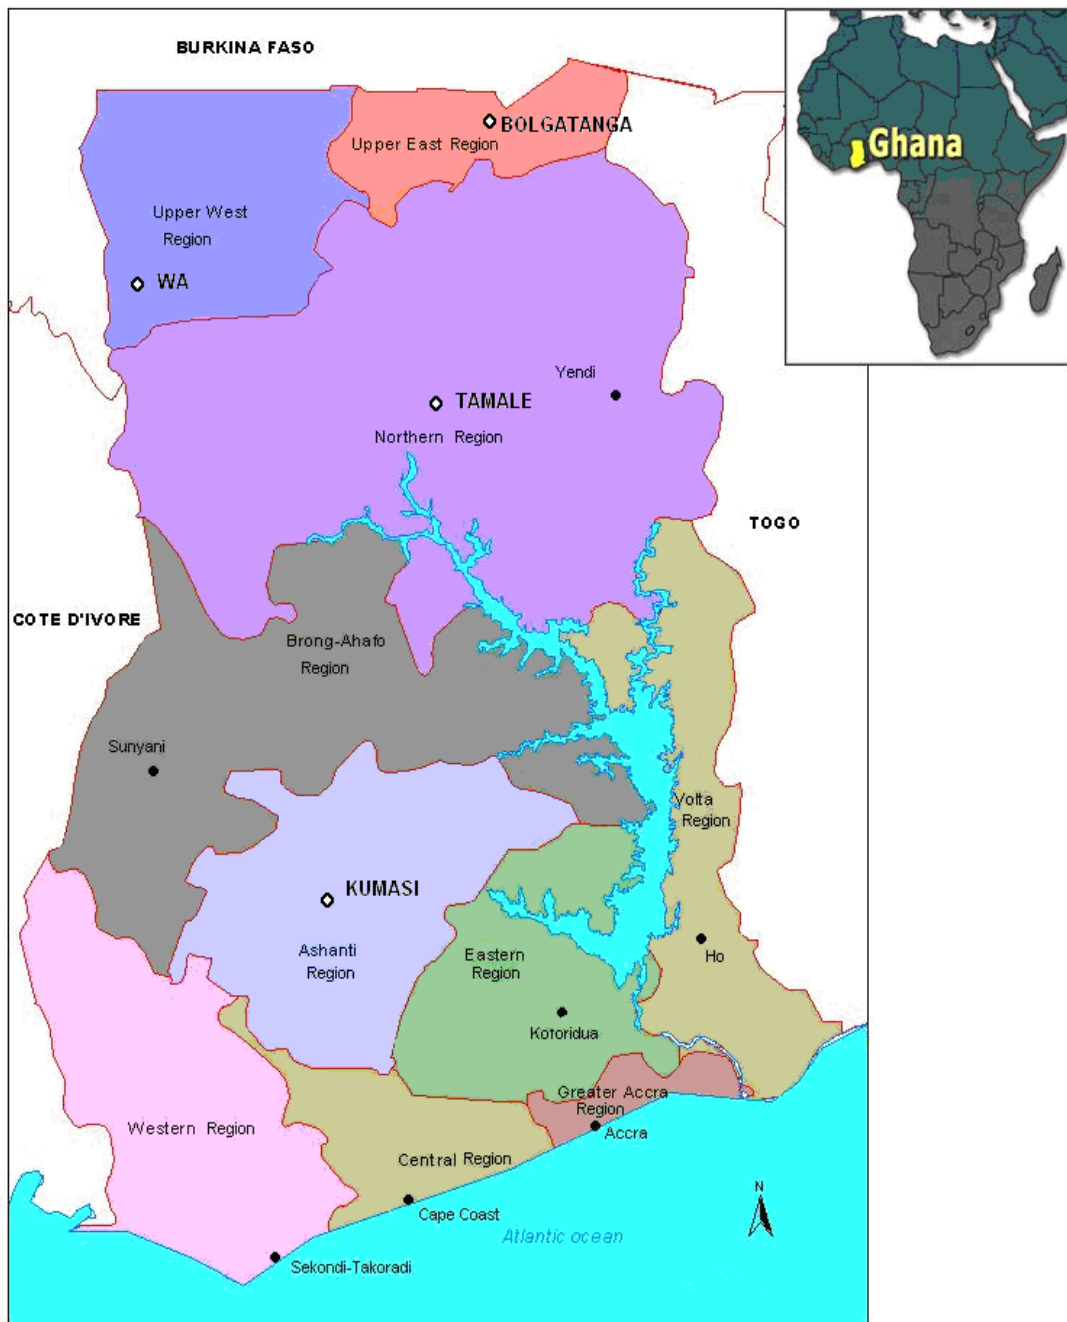 BURKINA FASO
Ghana
BOLGATANGA
Upper East Region
Upper West
Region
WA
Yendi
TAMALE
Northern Region
TOGO
COTE D'IVORE
Brong-Ahafo
Region
Sunyani
Volta
Region
KUMASI
Ashanti
Region
Eastern
Region
Ho
Kotoridua
Greater Accra
Region
Accra
Western Region
Central Region
N
Cape Coast
Atlantic ocean
Sekondi-Takoradi